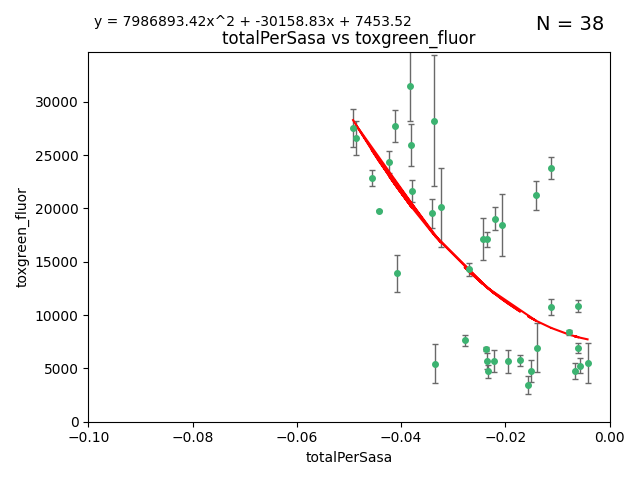 y = 7986893.42x^2 + -30158.83x + 7453.52
N = 38
totalPerSasa vs toxgreen_fluor
toxgreen_fluor
30000
25000
20000
15000
10000
5000
0
−0.10
−0.08
−0.06
−0.04
−0.02
0.00
totalPerSasa